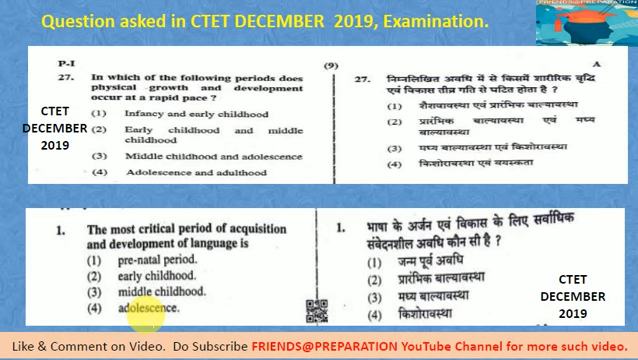 Question asked in CTET DECEMBER 2019, Examination.
FRIENDS@PREPARATION
P-I
(9)
A
27. In which of the following periods does
physical growth and development
occur at a rapid pace ?
(1) Infancy and early childhood
(2) Early childhood and middle
childhood
(3) Middle childhood and adolescence
(4) Adolescence and adulthood
CTET
DECEMBER
2019
27. निम्नलिखित अवधि में से किसमें शारीरिक वृद्धि
एवं विकास तीव्र गति से घटित होता है ?
(1) शैशवावस्था एवं प्रारंभिक बाल्यावस्था
(2) प्रारंभिक बाल्यावस्था एवं मध्य
बाल्यावस्था
(3) मध्य बाल्यावस्था एवं किशोरावस्था
(4) किशोरावस्था एवं वयस्कता
1. The most critical period of acquisition
and development of language is
(1) pre-natal period.
(2) early childhood.
(3) middle childhood.
(4) adolescence.
1. भाषा के अर्जन एवं विकास के लिए सर्वाधिक
संवेदनशील अवधि कौन सी है ?
(1) जन्म पूर्व अवधि
(2) प्रारंभिक बाल्यावस्था
(3) मध्य बाल्यावस्था
(4) किशोरावस्था
CTET
DECEMBER
2019
Like & Comment on Video. Do Subscribe FRIENDS@PREPARATION YouTube Channel for more such video.